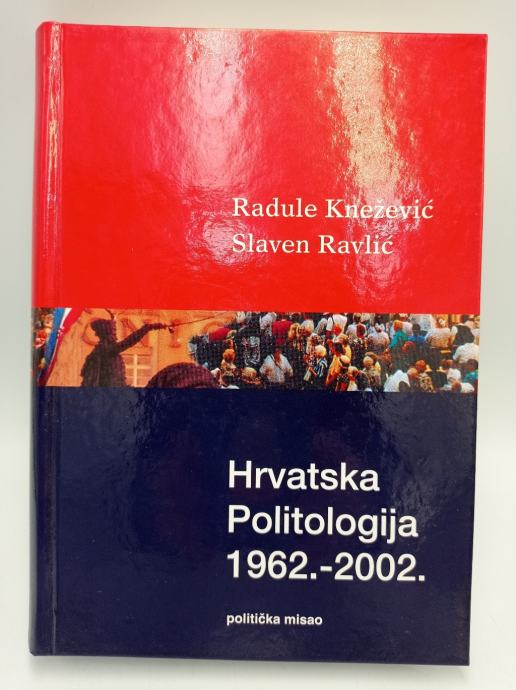 Radule Knežević
Slaven Ravlić
Hrvatska
Politologija
1962.-2002.
politička misao